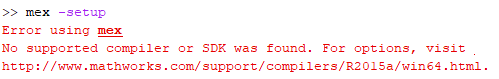 >> mex -setup
Error using mex
No supported compiler or SDK was found. For options, visit .
http://www.mathworks.com/support/compilers/R2015a/win64.html.